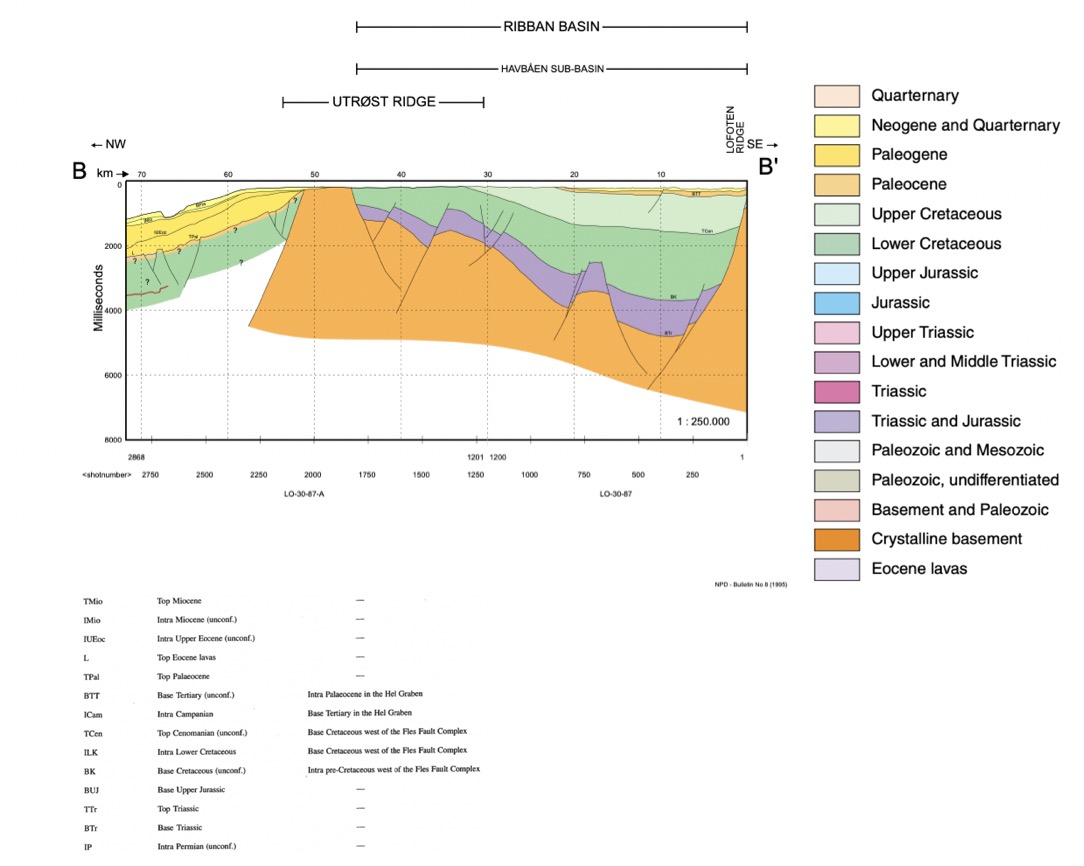 RIBBAN BASIN
HAVBÅEN SUB-BASIN
UTRØST RIDGE
LOFOTEN
RIDGE
← NW
SE →
B
B'
km
70
60
50
40
30
20
10
0
2000
4000
6000
8000
Milliseconds
TPal
L
IUEoc
BTT
TCen
BK
BTr
?
?
?
?
?
?
1 : 250.000
2868
1201 1200
1
<shotnumber> 2750 2500 2250 2000 1750 1500 1250 1000 750 500 250
LO-30-87-A
LO-30-87
Quarternary
Neogene and Quarternary
Paleogene
Paleocene
Upper Cretaceous
Lower Cretaceous
Upper Jurassic
Jurassic
Upper Triassic
Lower and Middle Triassic
Triassic
Triassic and Jurassic
Paleozoic and Mesozoic
Paleozoic, undifferentiated
Basement and Paleozoic
Crystalline basement
Eocene lavas
NPD - Bulletin No 8 (1995)
TMio Top Miocene —
IMio Intra Miocene (unconf.) —
IUEoc Intra Upper Eocene (unconf.) —
L Top Eocene lavas —
TPal Top Palaeocene —
BTT Base Tertiary (unconf.) Intra Palaeocene in the Hel Graben
ICam Intra Campanian Base Tertiary in the Hel Graben
TCen Top Cenomanian (unconf.) Base Cretaceous west of the Fles Fault Complex
ILK Intra Lower Cretaceous Base Cretaceous west of the Fles Fault Complex
BK Base Cretaceous (unconf.) Intra pre-Cretaceous west of the Fles Fault Complex
BUJ Base Upper Jurassic —
TTr Top Triassic —
BTr Base Triassic —
IP Intra Permian (unconf.) —